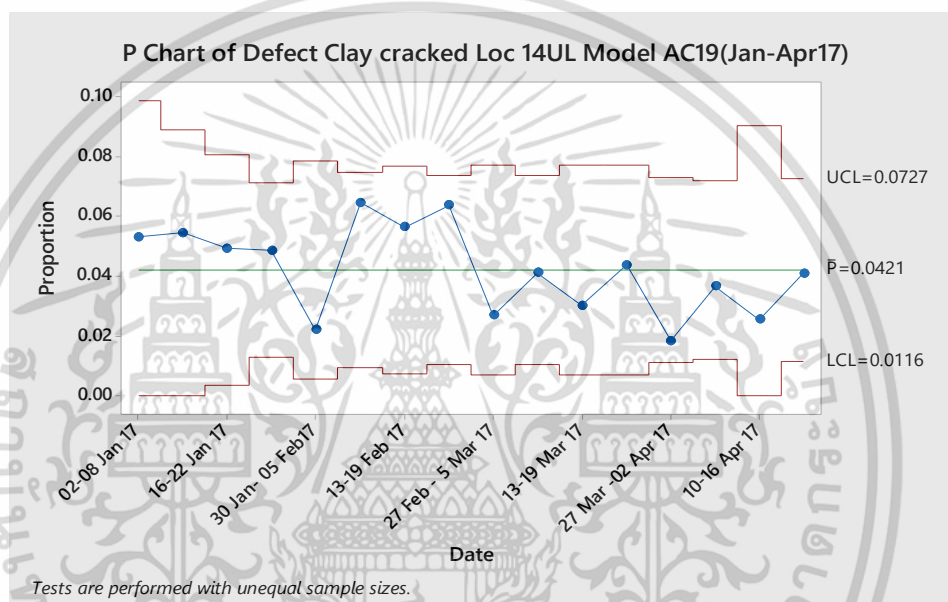 P Chart of Defect Clay cracked Loc 14UL Model AC19(Jan-Apr17)
0.10
0.08
0.06
0.04
0.02
0.00
Proportion
UCL=0.0727
P̄=0.0421
LCL=0.0116
02-08 Jan 17
16-22 Jan 17
30 Jan- 05 Feb17
13-19 Feb 17
27 Feb - 5 Mar 17
13-19 Mar 17
27 Mar -02 Apr 17
10-16 Apr 17
Date
Tests are performed with unequal sample sizes.